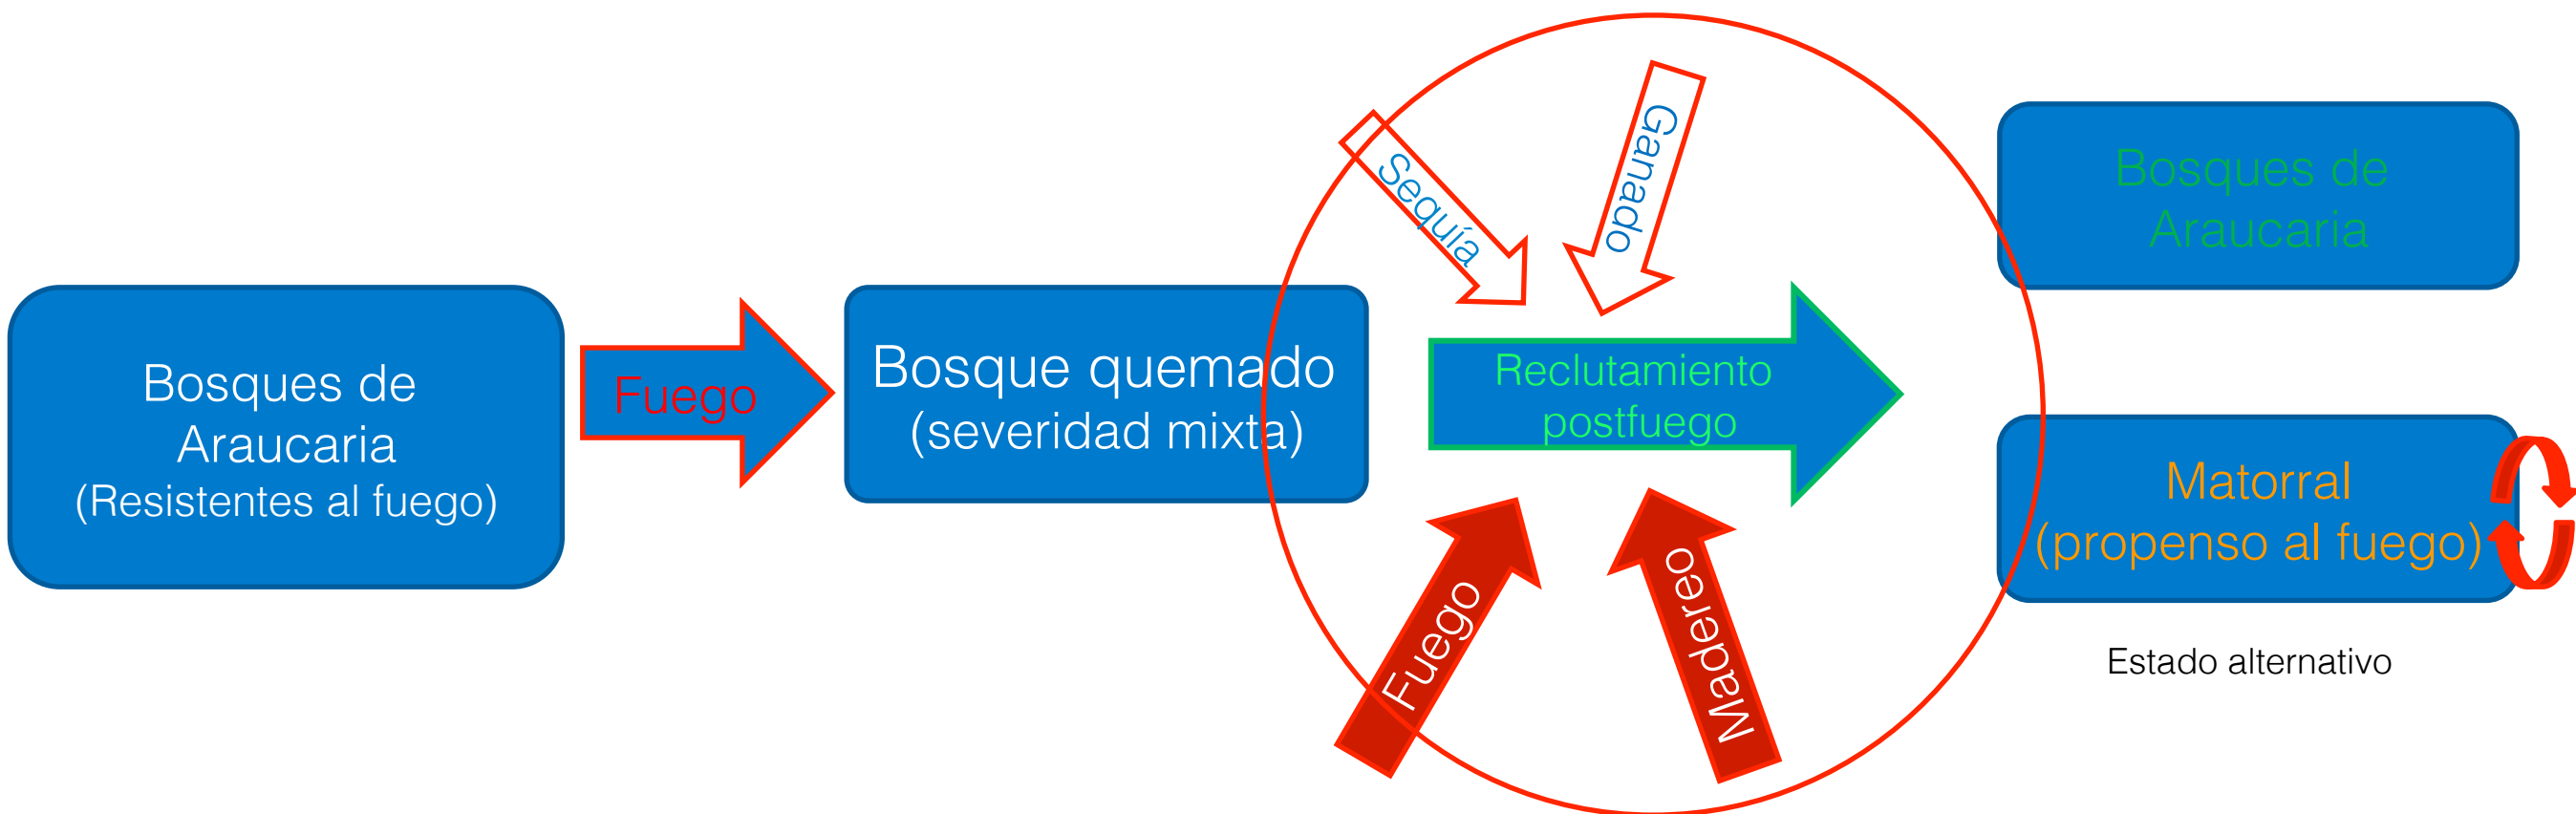 Bosques de
Araucaria
(Resistentes al fuego)
Fuego
Bosque quemado
(severidad mixta)
Sequía
Ganado
Reclutamiento
postfuego
Fuego
Madereo
Bosques de
Araucaria
Matorral
(propenso al fuego)
Estado alternativo